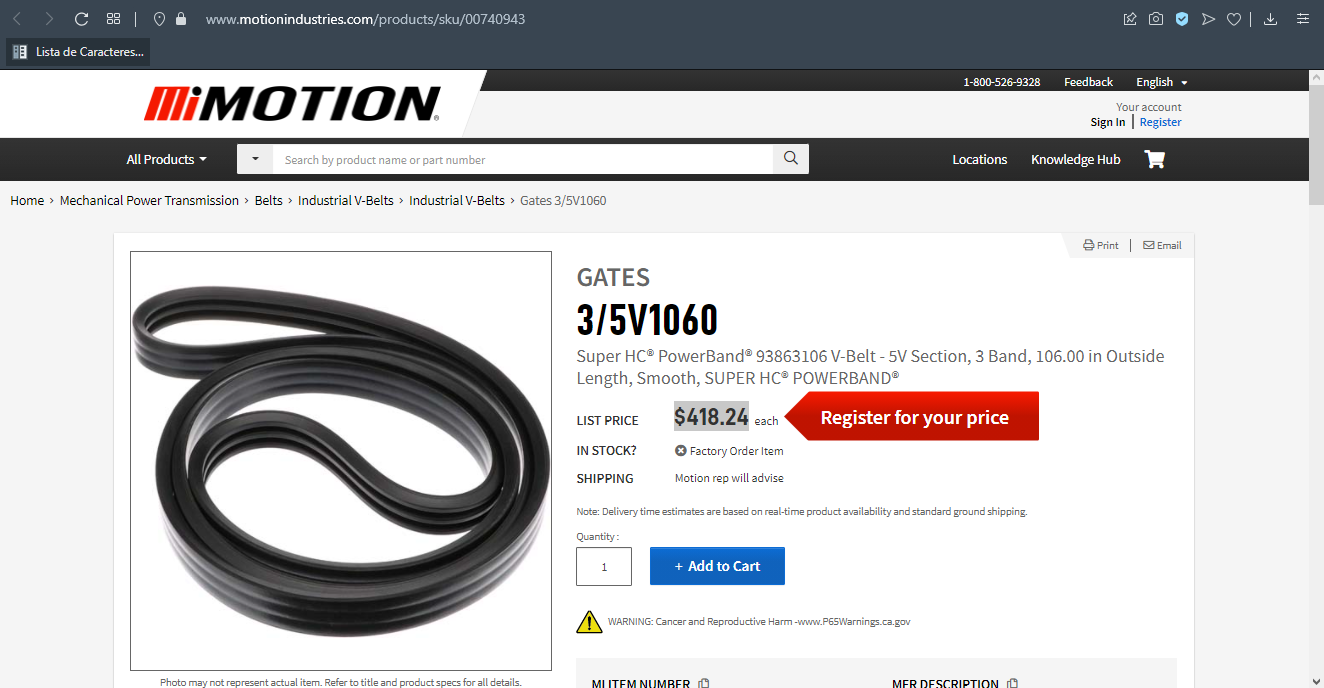 www.motionindustries.com/products/sku/00740943
Lista de Caracteres...
MiMOTION®
1-800-526-9328 Feedback English
Your account
Sign In | Register
All Products
Search by product name or part number
Locations Knowledge Hub
Home › Mechanical Power Transmission › Belts › Industrial V-Belts › Industrial V-Belts › Gates 3/5V1060
Print | Email
GATES
3/5V1060
Super HC® PowerBand® 93863106 V-Belt - 5V Section, 3 Band, 106.00 in Outside
Length, Smooth, SUPER HC® POWERBAND®
LIST PRICE $418.24 each Register for your price
IN STOCK? Factory Order Item
SHIPPING Motion rep will advise
Note: Delivery time estimates are based on real-time product availability and standard ground shipping.
Quantity :
1 + Add to Cart
WARNING: Cancer and Reproductive Harm -www.P65Warnings.ca.gov
Photo may not represent actual item. Refer to title and product specs for all details.
MI ITEM NUMBER MFR DESCRIPTION